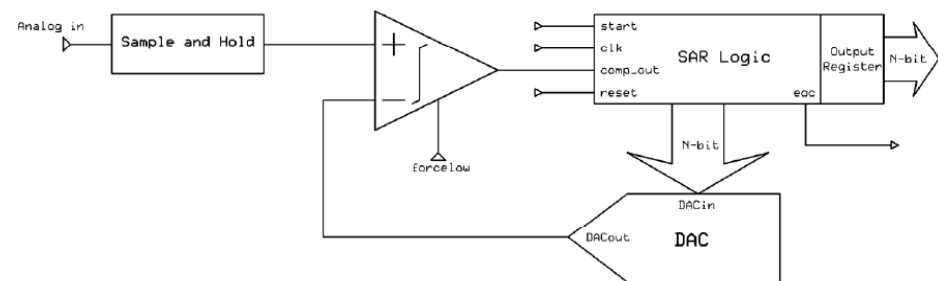 Analog in
Sample and Hold
+
−
forcelow
start
clk
comp_out
reset
SAR Logic
eoc
Output
Register
N-bit
N-bit
DACin
DACout
DAC